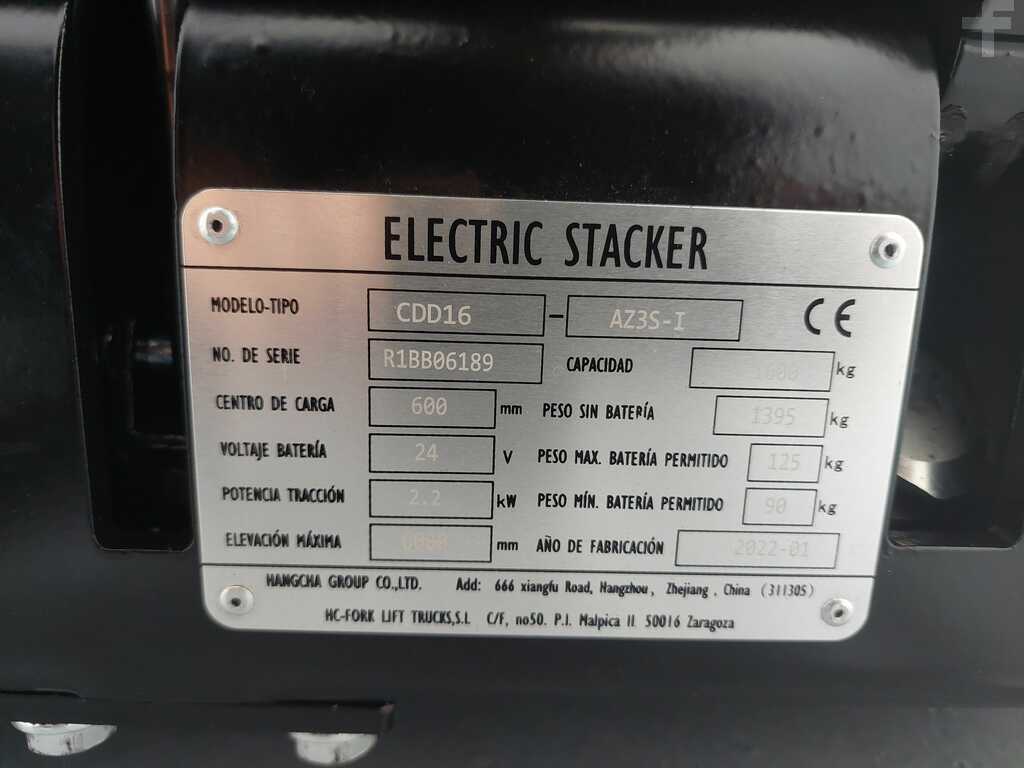 ELECTRIC STACKER
MODELO-TIPO CDD16 - AZ3S-I CE
NO. DE SERIE R1BB06189 CAPACIDAD 1600 kg
CENTRO DE CARGA 600 mm PESO SIN BATERÍA 1395 kg
VOLTAJE BATERÍA 24 V PESO MAX. BATERÍA PERMITIDO 125 kg
POTENCIA TRACCIÓN 2.2 kW PESO MÍN. BATERÍA PERMITIDO 90 kg
ELEVACIÓN MÁXIMA mm AÑO DE FABRICACIÓN 2022-01
HANGCHA GROUP CO.,LTD. Add: 666 xiangfu Road, Hangzhou, Zhejiang, China (311305)
HC-FORK LIFT TRUCKS,S.L C/F, no50. P.I. Malpica II 50016 Zaragoza